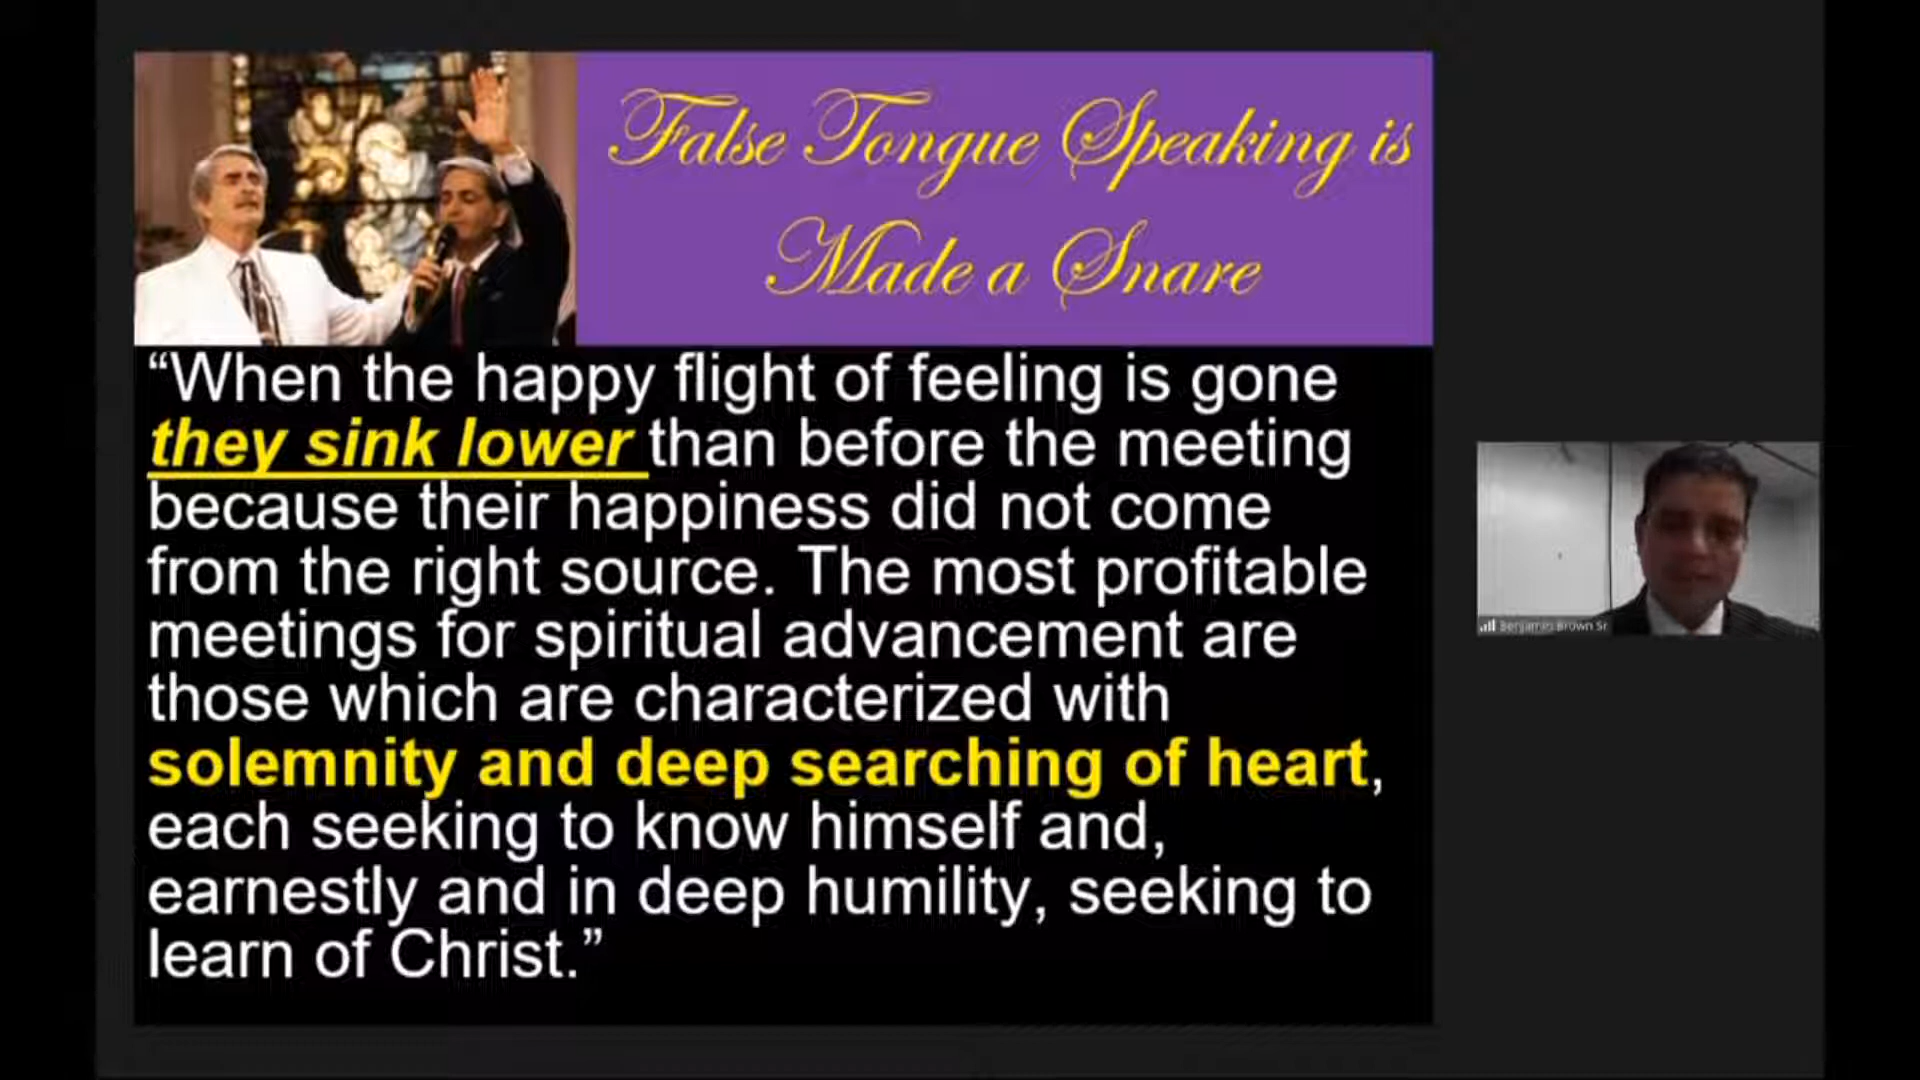 False Tongue Speaking is
Made a Snare
“When the happy flight of feeling is gone
they sink lower than before the meeting
because their happiness did not come
from the right source. The most profitable
meetings for spiritual advancement are
those which are characterized with
solemnity and deep searching of heart,
each seeking to know himself and,
earnestly and in deep humility, seeking to
learn of Christ.”
Benjamin Brown Sr